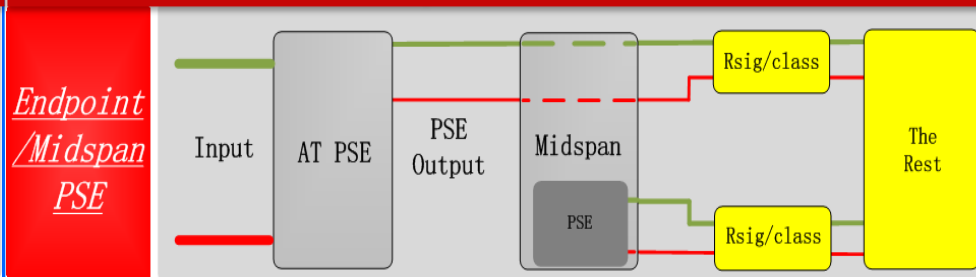 Endpoint
/Midspan
PSE
Input
AT PSE
PSE
Output
Midspan
PSE
Rsig/class
Rsig/class
The
Rest